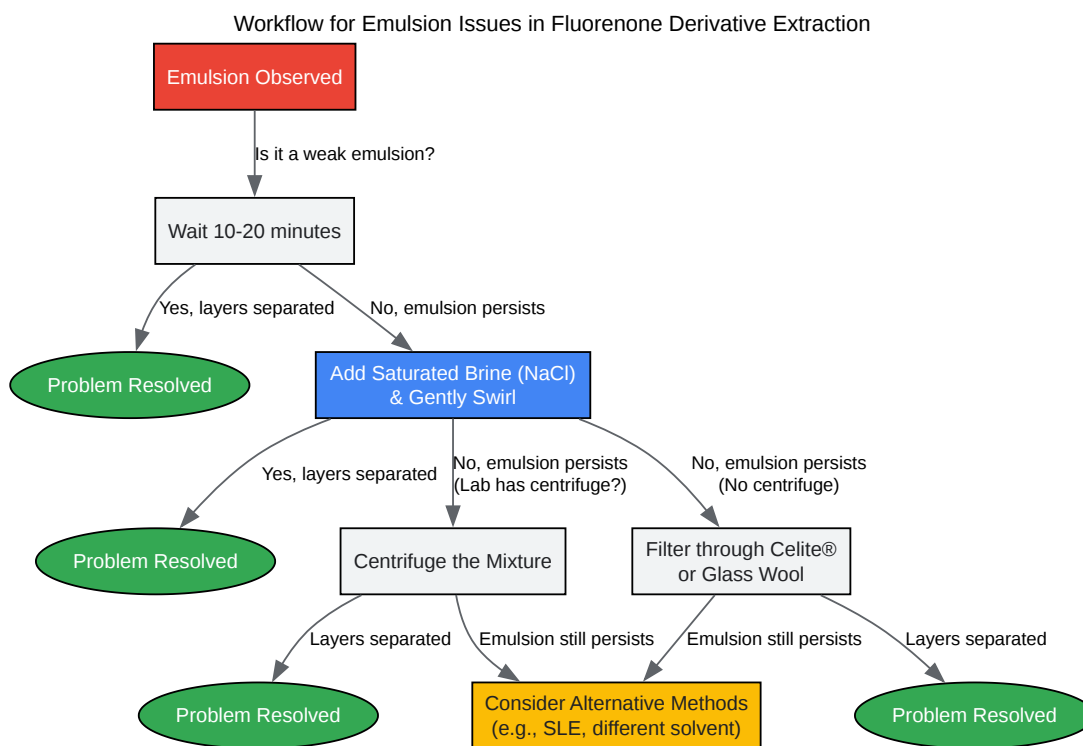 Workflow for Emulsion Issues in Fluorenone Derivative Extraction
Emulsion Observed
Is it a weak emulsion?
Wait 10-20 minutes
Yes, layers separated
No, emulsion persists
Problem Resolved
Add Saturated Brine (NaCl)
& Gently Swirl
Yes, layers separated
No, emulsion persists
(Lab has centrifuge?)
No, emulsion persists
(No centrifuge)
Problem Resolved
Centrifuge the Mixture
Filter through Celite®
or Glass Wool
Layers separated
Emulsion still persists
Emulsion still persists
Layers separated
Problem Resolved
Consider Alternative Methods
(e.g., SLE, different solvent)
Problem Resolved